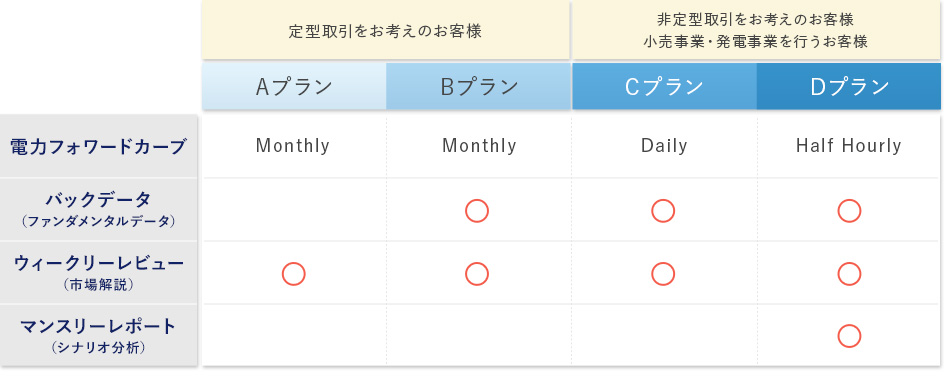 定型取引をお考えのお客様
非定型取引をお考えのお客様
小売事業・発電事業を行うお客様
Aプラン
Bプラン
Cプラン
Dプラン
電力フォワードカーブ
Monthly
Monthly
Daily
Half Hourly
バックデータ
（ファンダメンタルデータ）
○
○
○
ウィークリーレビュー
（市場解説）
○
○
○
○
マンスリーレポート
（シナリオ分析）
○